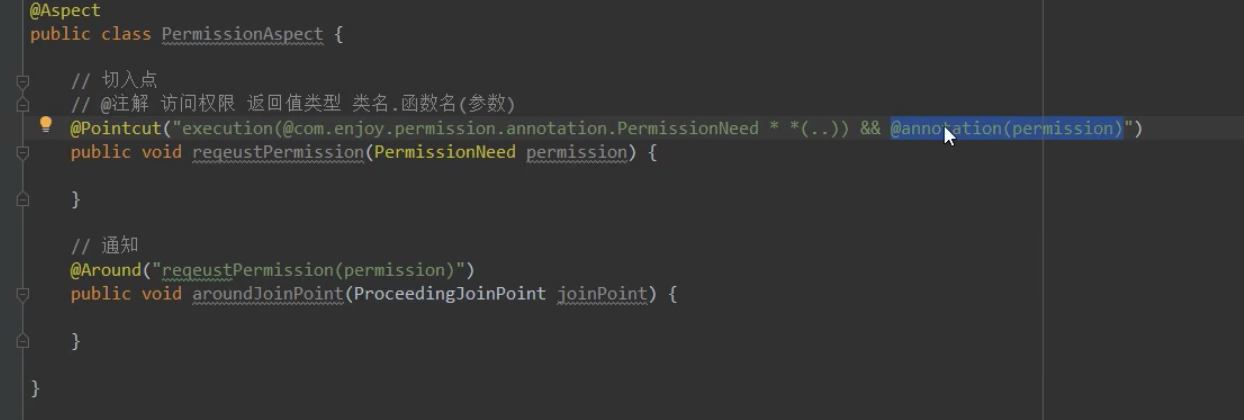 @Aspect
public class PermissionAspect {
// 切入点
// @注解 访问权限 返回值类型 类名.函数名(参数)
@Pointcut("execution(@com.enjoy.permission.annotation.PermissionNeed * *(..)) && @annotation(permission)")
public void reqeustPermission(PermissionNeed permission) {
}
// 通知
@Around("reqeustPermission(permission)")
public void aroundJoinPoint(ProceedingJoinPoint joinPoint) {
}
}